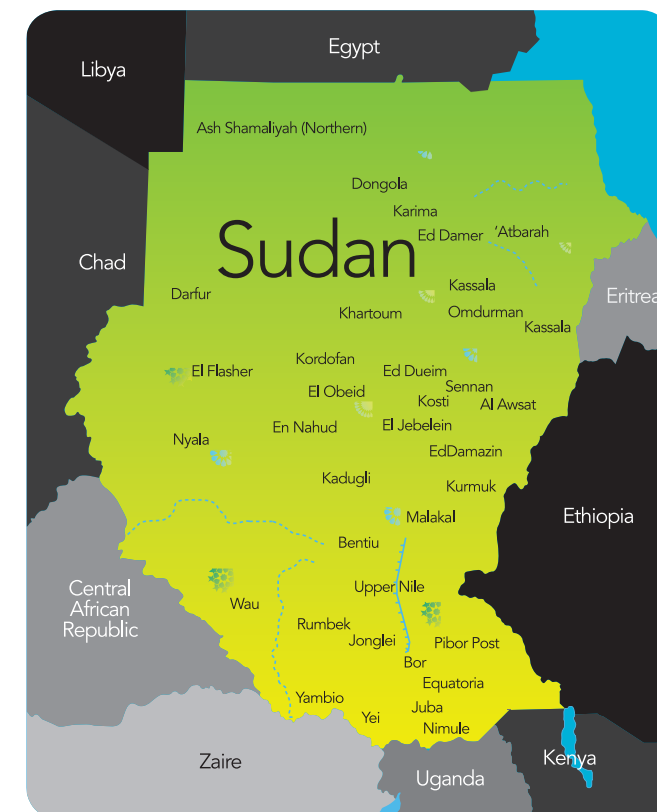 Egypt
Libya
Ash Shamaliyah (Northern)
Dongola
Karima
Ed Damer
‘Atbarah
Sudan
Chad
Kassala
Darfur
Eritrea
Khartoum
Omdurman
Kassala
Kordofan
El Flasher
Ed Dueim
Sennan
El Obeid
Kosti
Al Awsat
En Nahud
El Jebelein
Nyala
EdDamazin
Kadugli
Kurmuk
Malakal
Ethiopia
Bentiu
Upper Nile
Central
African
Republic
Wau
Rumbek
Jonglei
Pibor Post
Bor
Equatoria
Yambio
Juba
Yei
Nimule
Zaire
Kenya
Uganda